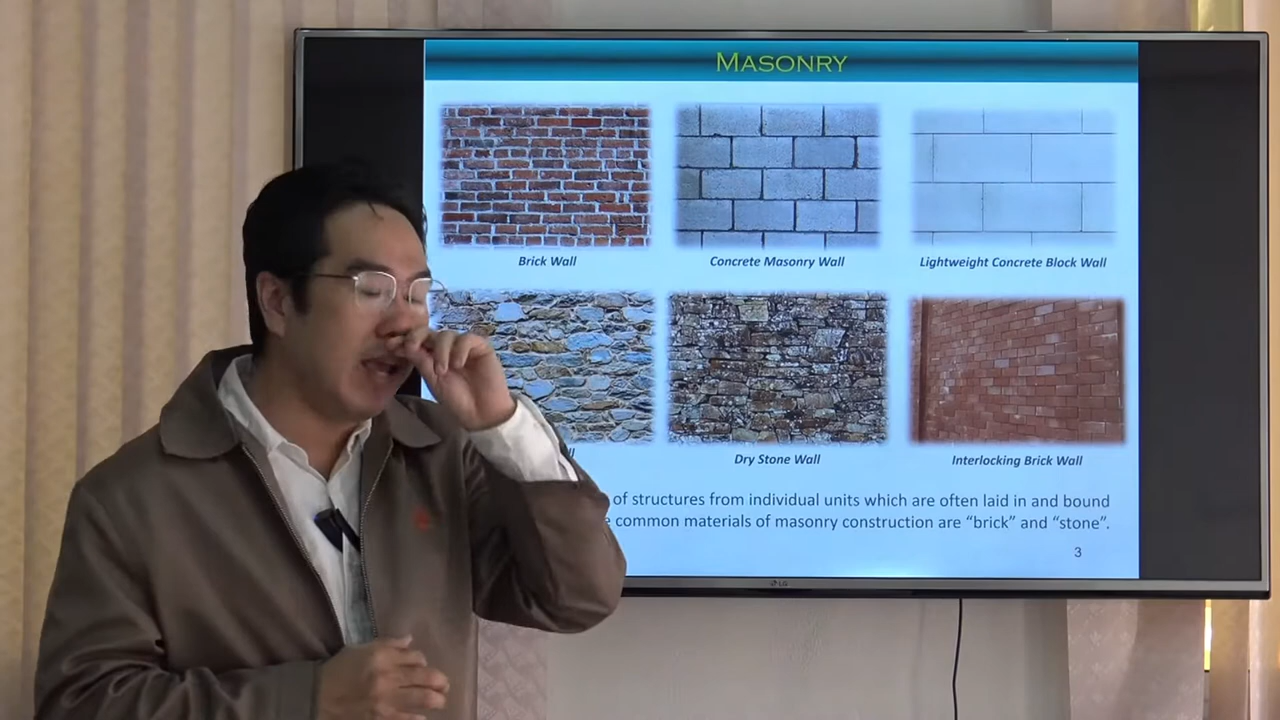 MASONRY
Brick Wall
Concrete Masonry Wall
Lightweight Concrete Block Wall
Dry Stone Wall
Interlocking Brick Wall
of structures from individual units which are often laid in and bound
common materials of masonry construction are “brick” and “stone”.
3
LG